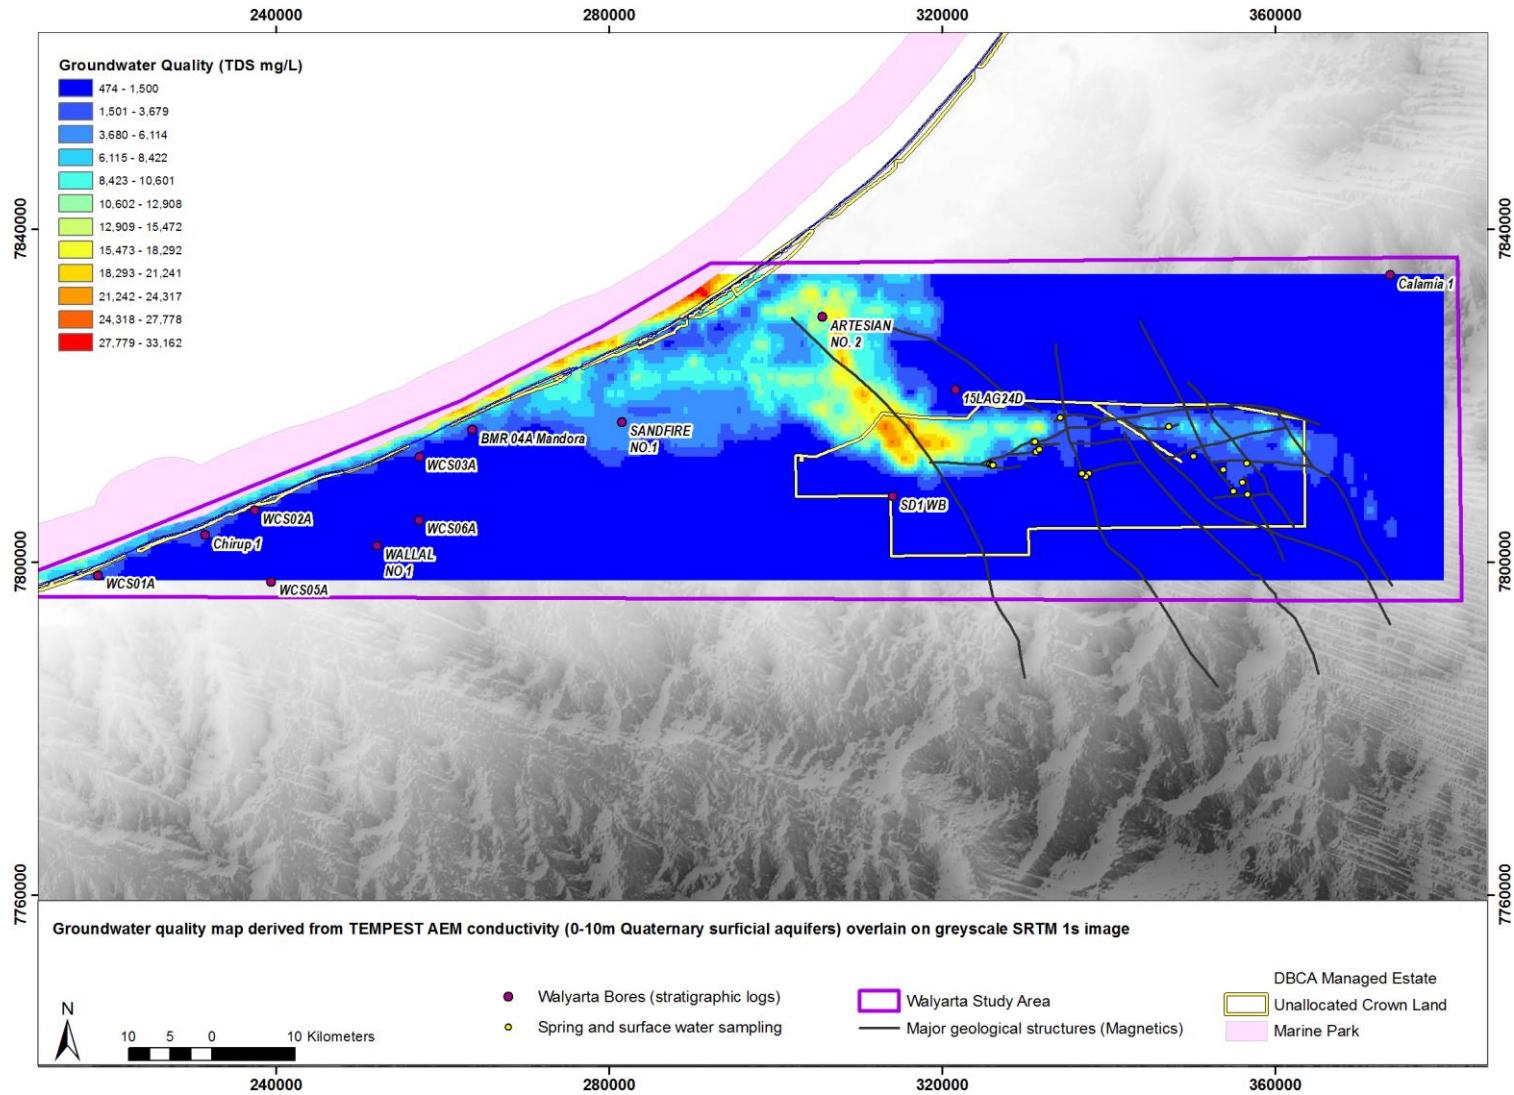 240000
280000
320000
360000
Groundwater Quality (TDS mg/L)
474 - 1,500
1,501 - 3,679
3,680 - 6,114
6,115 - 8,422
8,423 - 10,601
10,602 - 12,908
12,909 - 15,472
15,473 - 18,292
18,293 - 21,241
21,242 - 24,317
24,318 - 27,778
27,779 - 33,162
7840000
7840000
Calamia 1
ARTESIAN
NO. 2
15LAG24D
SANDFIRE
NO.1
BMR 04A Mandora
WCS03A
SD1 WB
WCS02A
WCS06A
Chirup 1
WALLAL
NO 1
WCS01A
WCS05A
7800000
7800000
7760000
7760000
Groundwater quality map derived from TEMPEST AEM conductivity (0-10m Quaternary surficial aquifers) overlain on greyscale SRTM 1s image
N
10 5 0 10 Kilometers
Walyarta Bores (stratigraphic logs)
Spring and surface water sampling
Walyarta Study Area
Major geological structures (Magnetics)
DBCA Managed Estate
Unallocated Crown Land
Marine Park
240000
280000
320000
360000